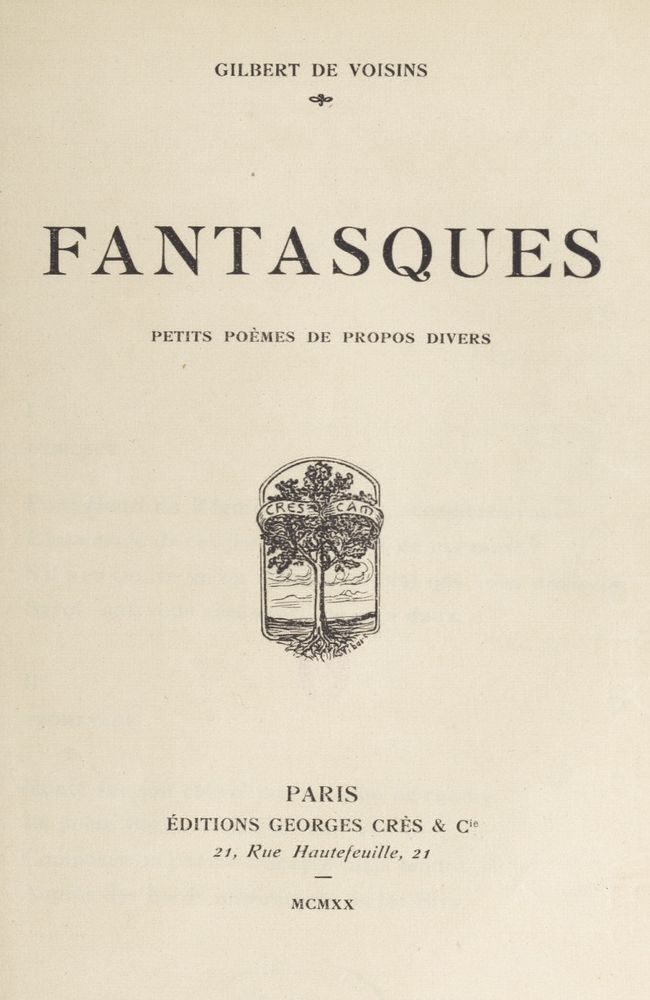 GILBERT DE VOISINS
FANTASQUES
PETITS POÈMES DE PROPOS DIVERS
CRES CAM
PARIS
ÉDITIONS GEORGES CRÈS & Cie
21, Rue Hautefeuille, 21
MCMXX